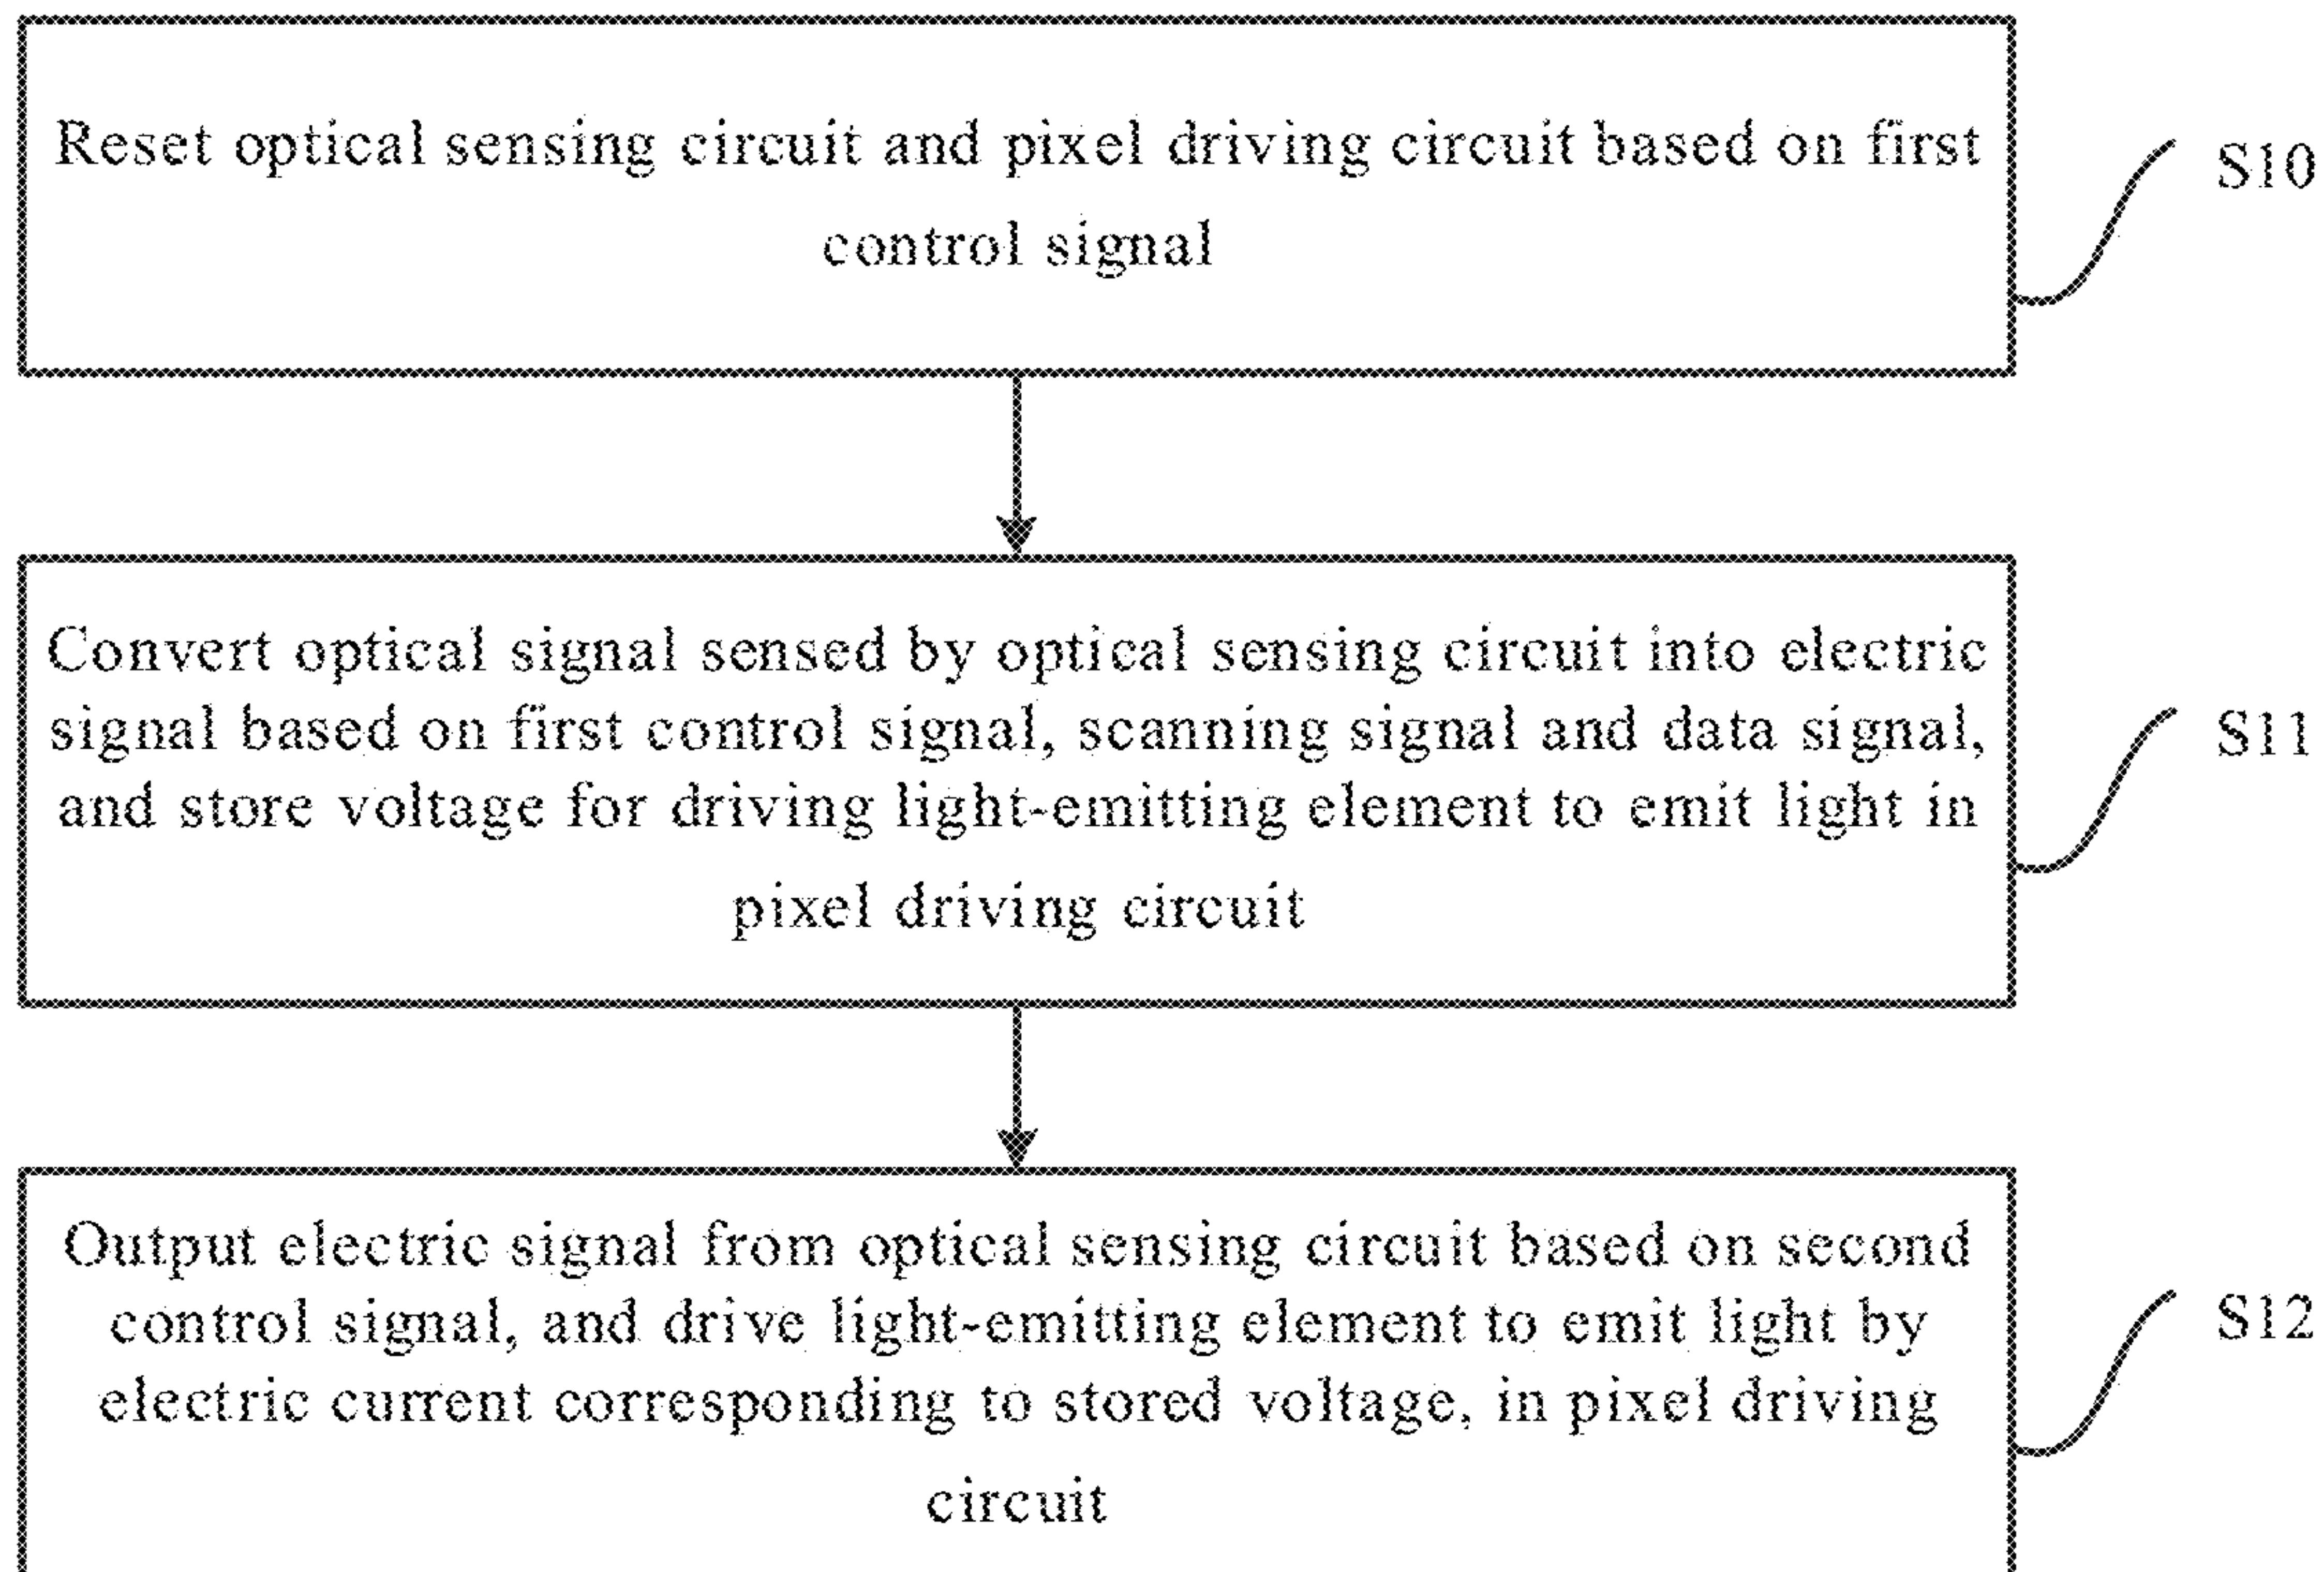 Reset optical sensing circuit and pixel driving circuit based on first
control signal
S10
Convert optical signal sensed by optical sensing circuit into electric
signal based on first control signal, scanning signal and data signal,
and store voltage for driving light-emitting element to emit light in
pixel driving circuit
S11
Output electric signal from optical sensing circuit based on second
control signal, and drive light-emitting element to emit light by
electric current corresponding to stored voltage, in pixel driving
circuit
S12